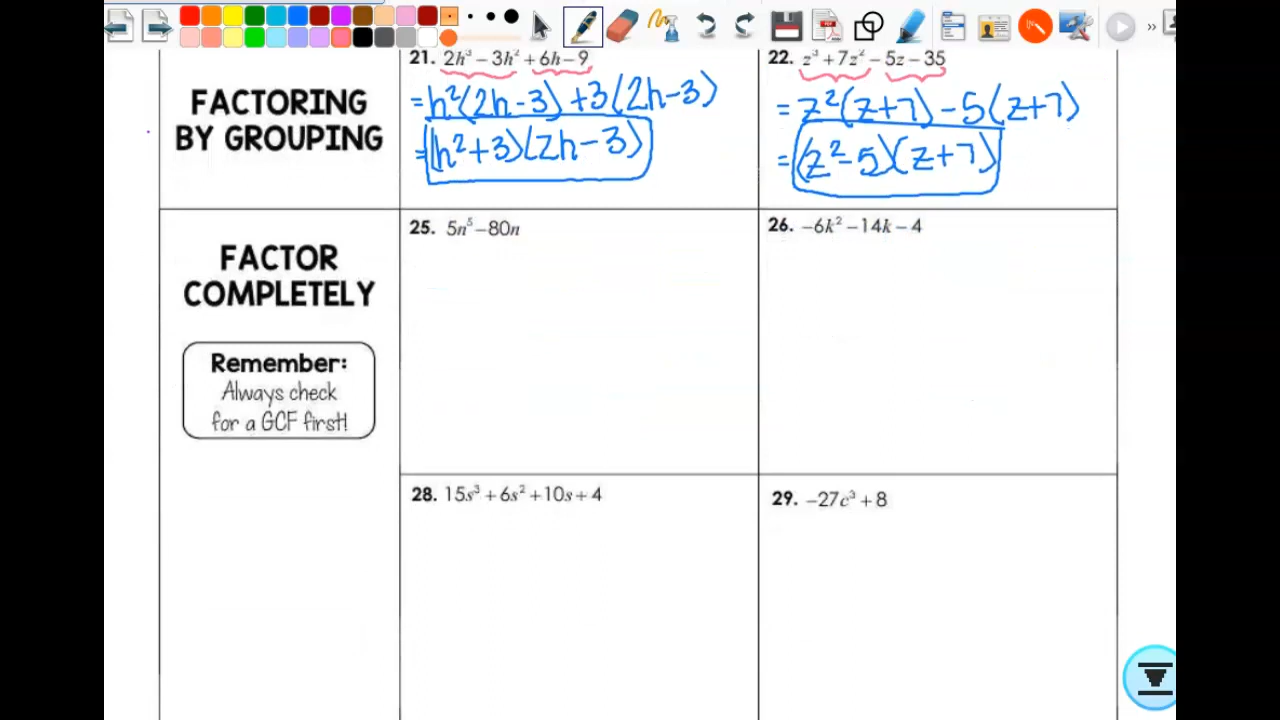 21. 2h³ − 3h² + 6h − 9
22. z³ + 7z² − 5z − 35
FACTORING
BY GROUPING
= h²(2h−3) +3(2h−3)
= (h²+3)(2h−3)
= z²(z+7) −5(z+7)
= (z²−5)(z+7)
FACTOR
COMPLETELY
Remember:
Always check
for a GCF first!
25. 5n⁵ −80n
26. −6k² −14k − 4
28. 15s³ + 6s² +10s + 4
29. −27c³ + 8